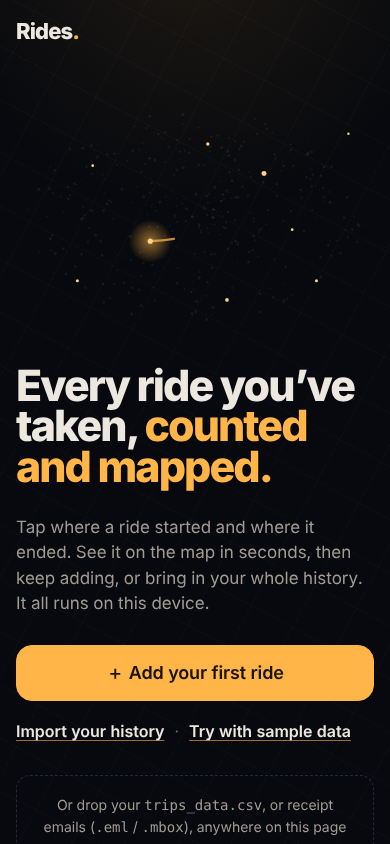 Rides.
Every ride you’ve
taken, counted
and mapped.
Tap where a ride started and where it
ended. See it on the map in seconds, then
keep adding, or bring in your whole history.
It all runs on this device.
+ Add your first ride
Import your history · Try with sample data
Or drop your trips_data.csv, or receipt
emails (.eml / .mbox), anywhere on this page